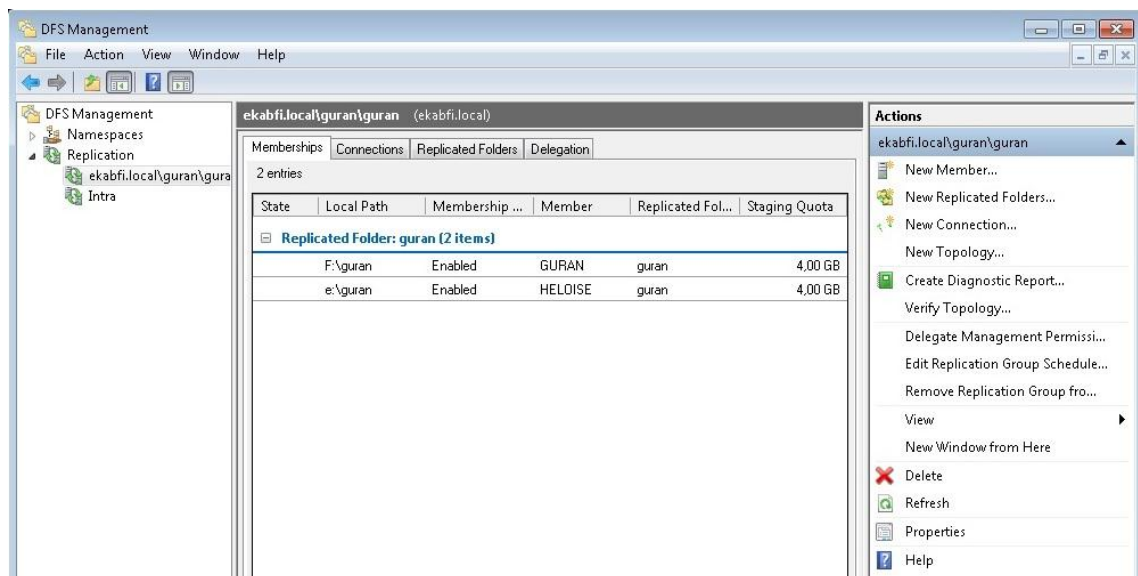 DFS Management
File Action View Window Help
DFS Management
Namespaces
Replication
ekabfi.local\guran\gura
Intra
ekabfi.local\guran\guran (ekabfi.local)
Memberships Connections Replicated Folders Delegation
2 entries
State Local Path Membership ... Member Replicated Fol... Staging Quota
Replicated Folder: guran (2 items)
F:\guran Enabled GURAN guran 4,00 GB
e:\guran Enabled HELOISE guran 4,00 GB
Actions
ekabfi.local\guran\guran
New Member...
New Replicated Folders...
New Connection...
New Topology...
Create Diagnostic Report...
Verify Topology...
Delegate Management Permissi...
Edit Replication Group Schedule...
Remove Replication Group fro...
View
New Window from Here
Delete
Refresh
Properties
Help